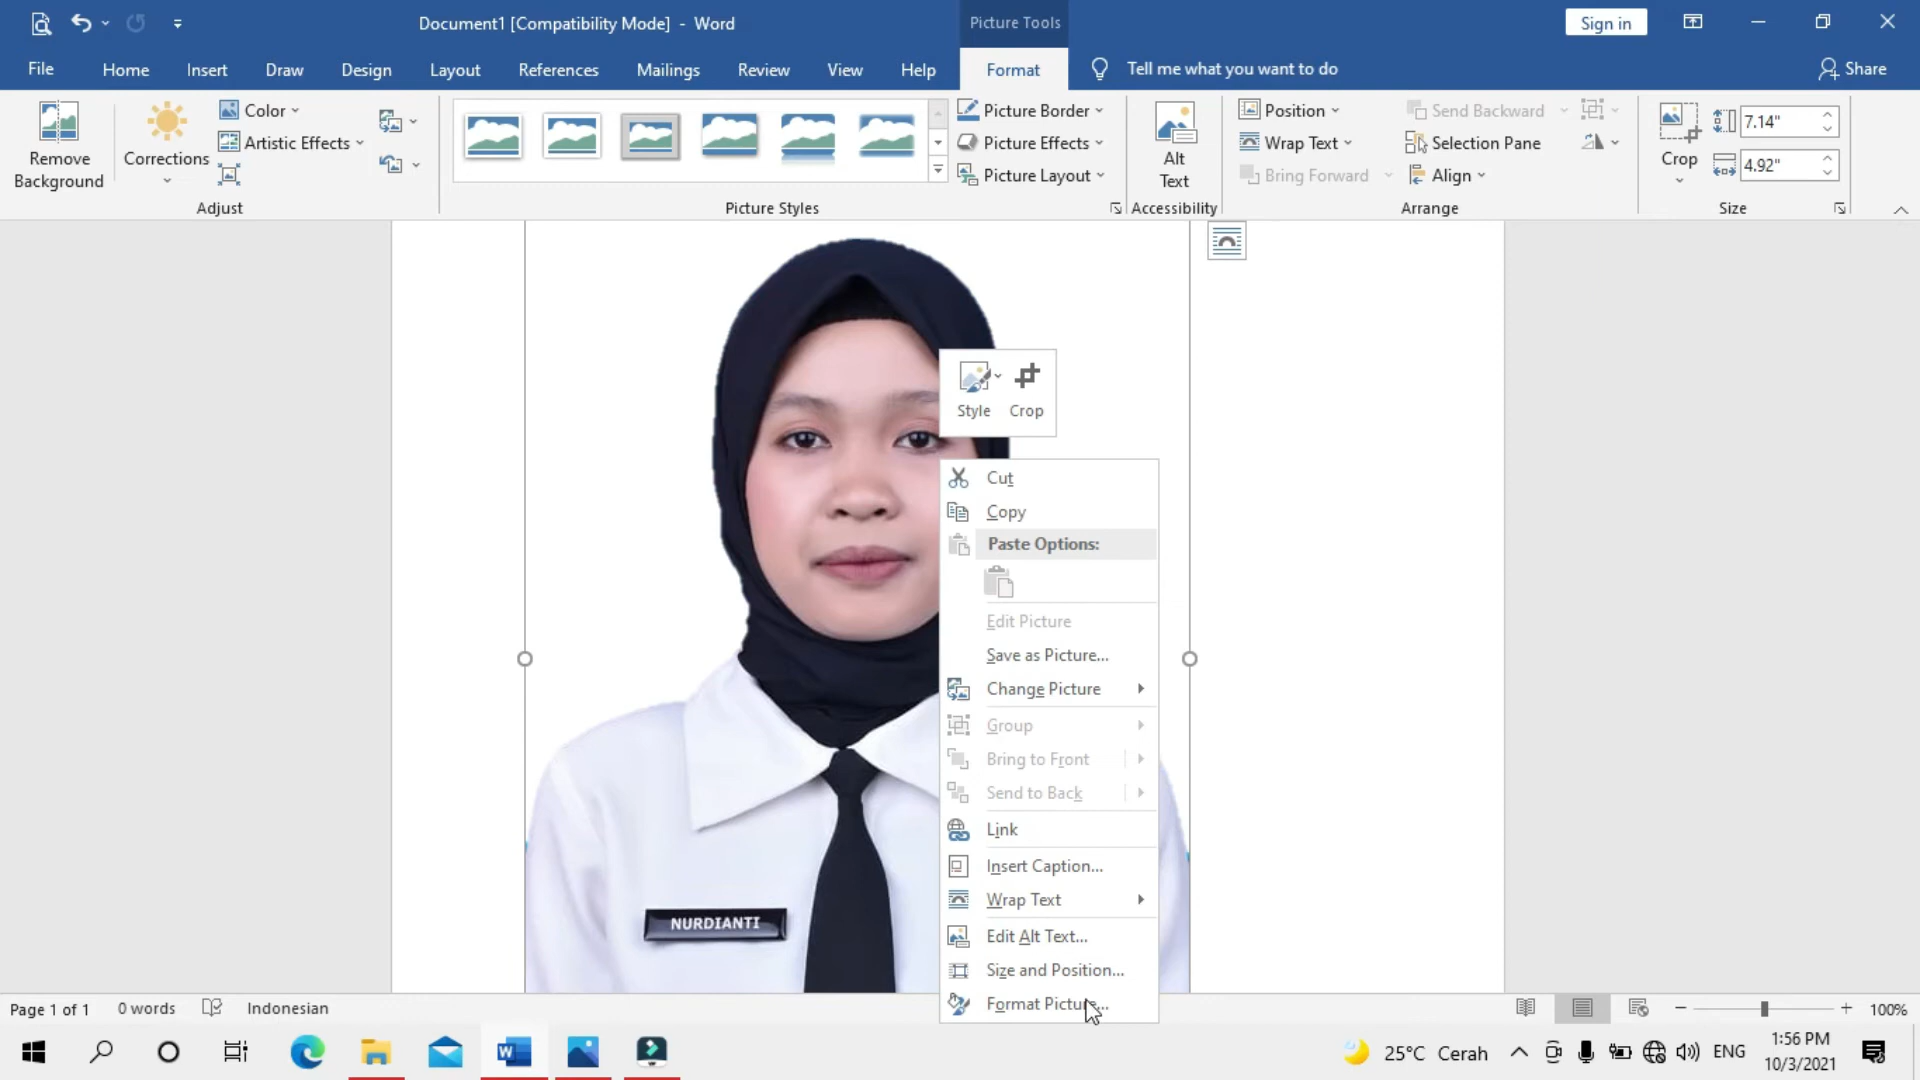 Document1 [Compatibility Mode] - Word
Picture Tools
Sign in
File
Home
Insert
Draw
Design
Layout
References
Mailings
Review
View
Help
Format
Tell me what you want to do
Share
Remove
Background
Corrections
Color
Artistic Effects
Adjust
Picture Styles
Picture Border
Picture Effects
Picture Layout
Alt
Text
Accessibility
Position
Wrap Text
Bring Forward
Send Backward
Selection Pane
Align
Arrange
Crop
7.14"
4.92"
Size
Style
Crop
Cut
Copy
Paste Options:
Edit Picture
Save as Picture...
Change Picture
Group
Bring to Front
Send to Back
Link
Insert Caption...
Wrap Text
Edit Alt Text...
Size and Position...
Format Picture...
NURDIANTI
Page 1 of 1
0 words
Indonesian
100%
25°C Cerah
ENG
1:56 PM
10/3/2021